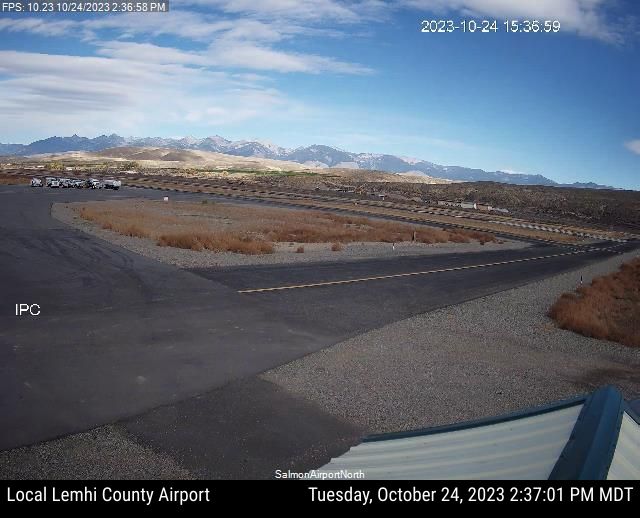 FPS: 10.23 10/24/2023 2:36:58 PM
2023-10-24 15:36:59
IPC
SalmonAirportNorth
Local Lemhi County Airport
Tuesday, October 24, 2023 2:37:01 PM MDT